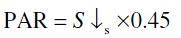 PAR = S↓ₛ ×0.45